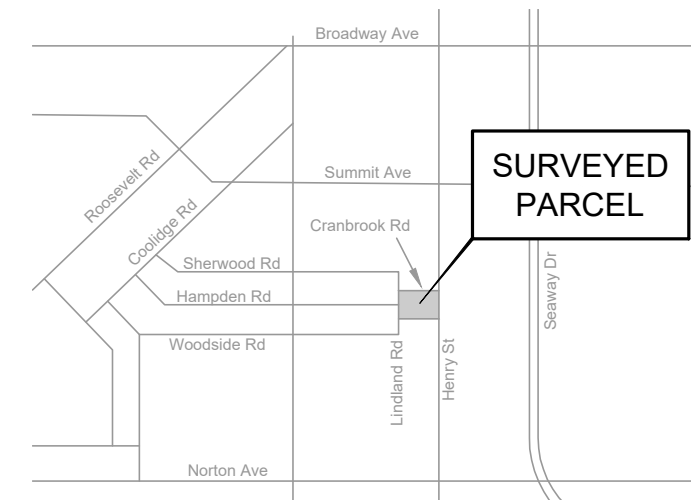 Broadway Ave
Roosevelt Rd
Summit Ave
SURVEYED
PARCEL
Coolidge Rd
Cranbrook Rd
Sherwood Rd
Hampden Rd
Seaway Dr
Woodside Rd
Lindland Rd
Henry St
Norton Ave